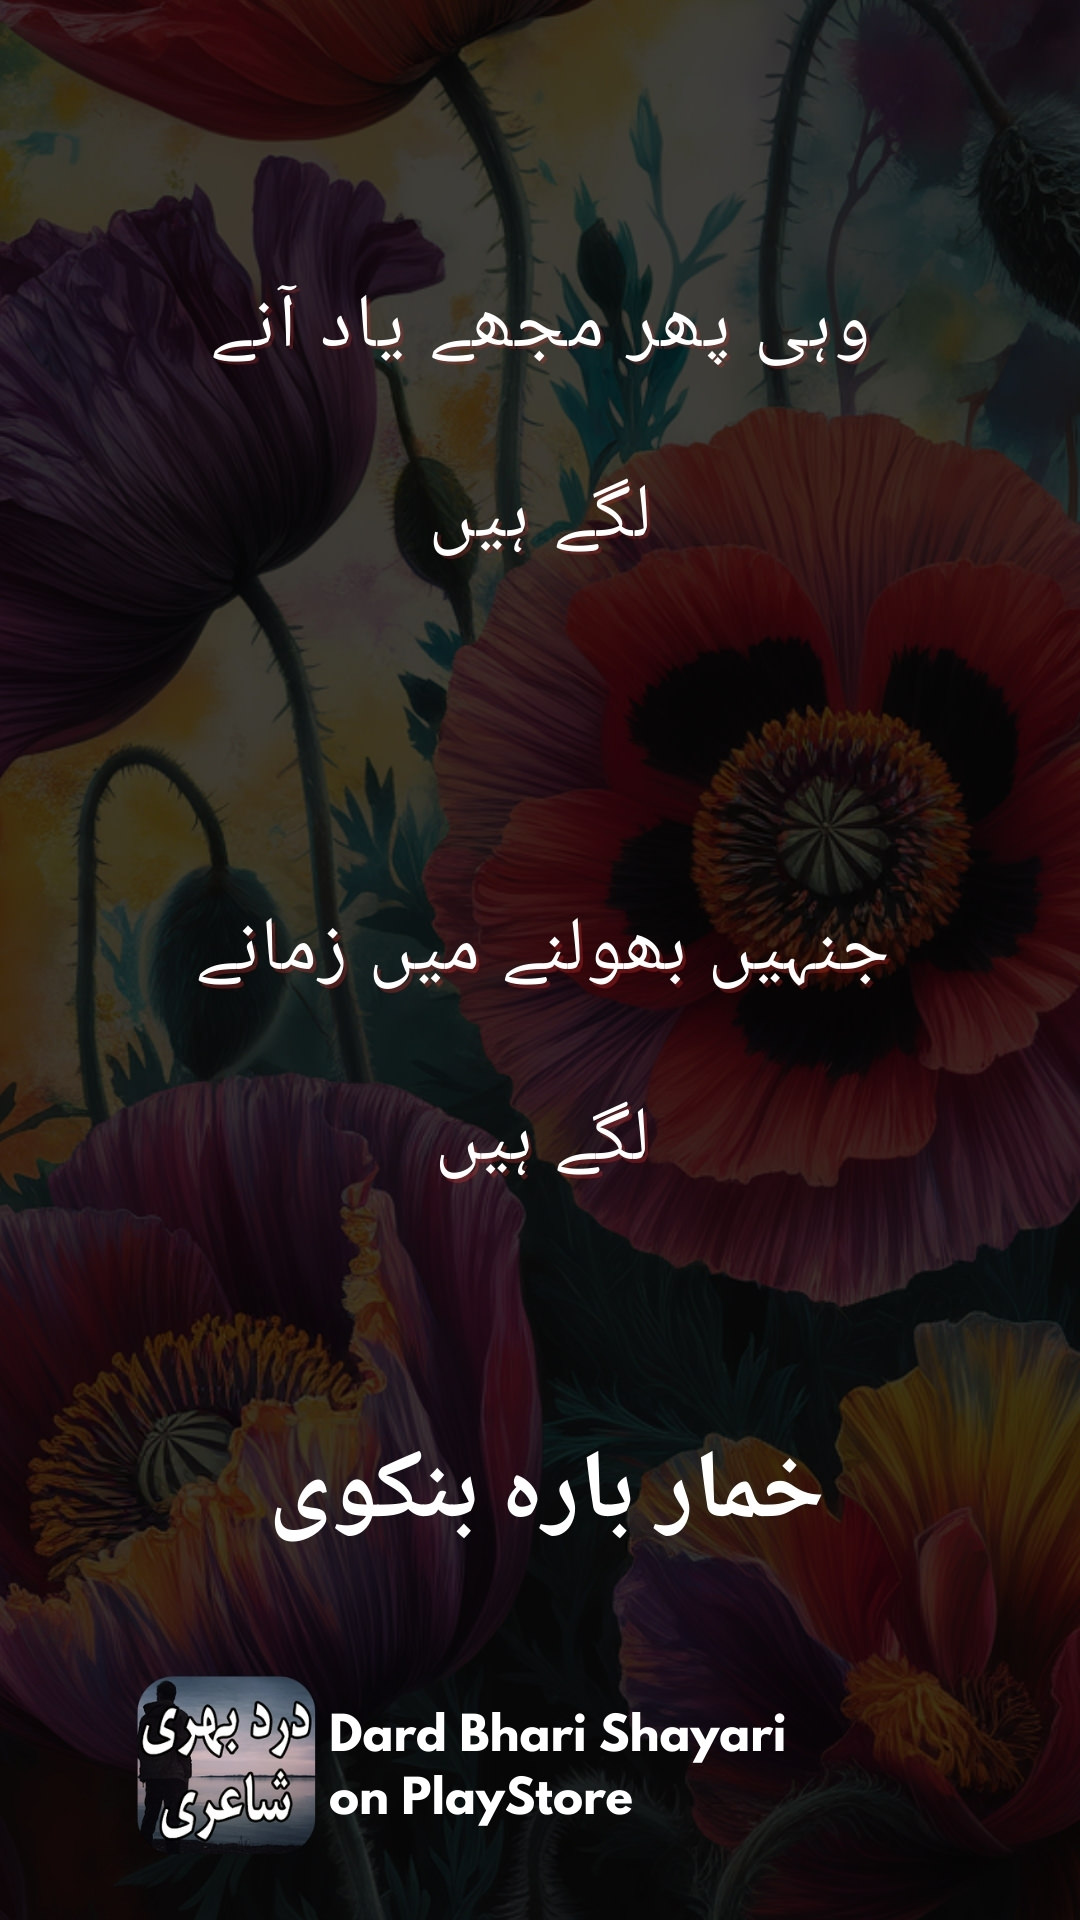 وہی پھر مجھے یاد آنے
لگے ہیں
جنہیں بھولنے میں زمانے
لگے ہیں
خمار بارہ بنکوی
درد بھری
شاعری
Dard Bhari Shayari
on PlayStore